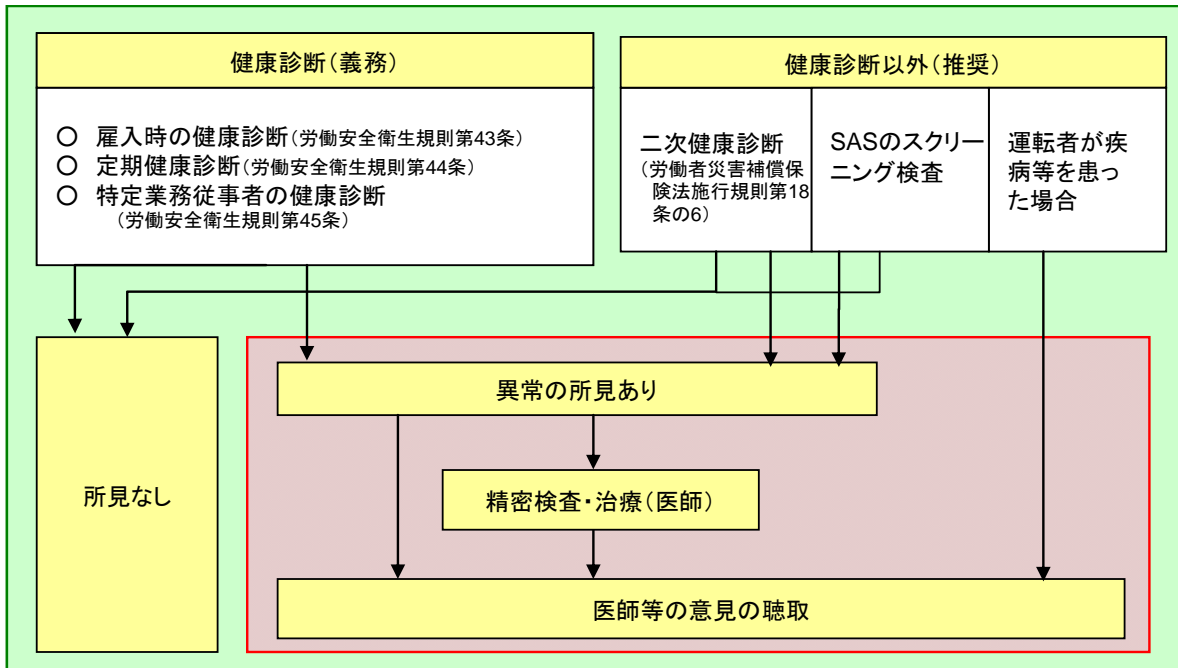 健康診断(義務)
○ 雇入時の健康診断(労働安全衛生規則第43条)
○ 定期健康診断(労働安全衛生規則第44条)
○ 特定業務従事者の健康診断
(労働安全衛生規則第45条)
健康診断以外(推奨)
二次健康診断
(労働者災害補償保
険法施行規則第18
条の6)
SASのスクリー
ニング検査
運転者が疾
病等を患っ
た場合
所見なし
異常の所見あり
精密検査・治療(医師)
医師等の意見の聴取